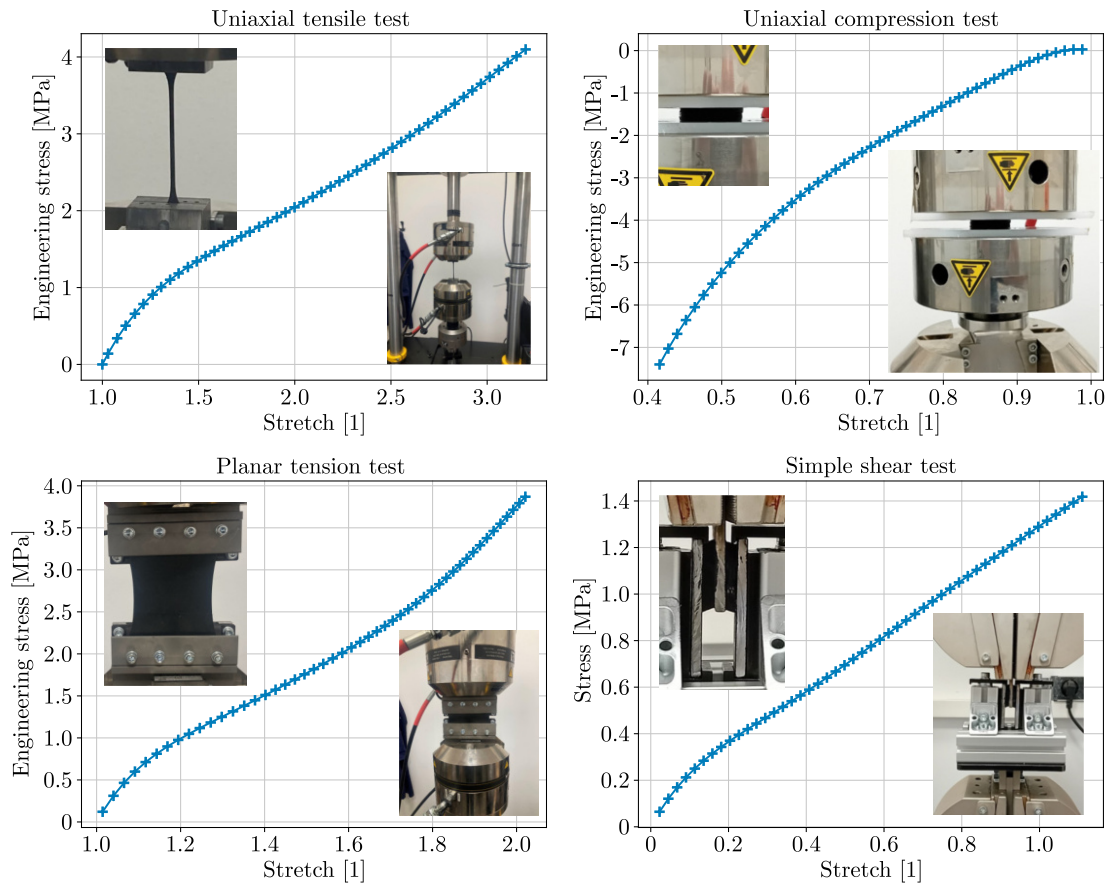 Uniaxial tensile test
Engineering stress [MPa]
4
3
2
1
0
1.0 1.5 2.0 2.5 3.0
Stretch [1]
Uniaxial compression test
Engineering stress [MPa]
0
-1
-2
-3
-4
-5
-6
-7
0.4 0.5 0.6 0.7 0.8 0.9 1.0
Stretch [1]
Planar tension test
Engineering stress [MPa]
4.0
3.5
3.0
2.5
2.0
1.5
1.0
0.5
0
1.0 1.2 1.4 1.6 1.8 2.0
Stretch [1]
Simple shear test
Stress [MPa]
1.4
1.2
1.0
0.8
0.6
0.4
0.2
0
0 0.2 0.4 0.6 0.8 1.0
Stretch [1]